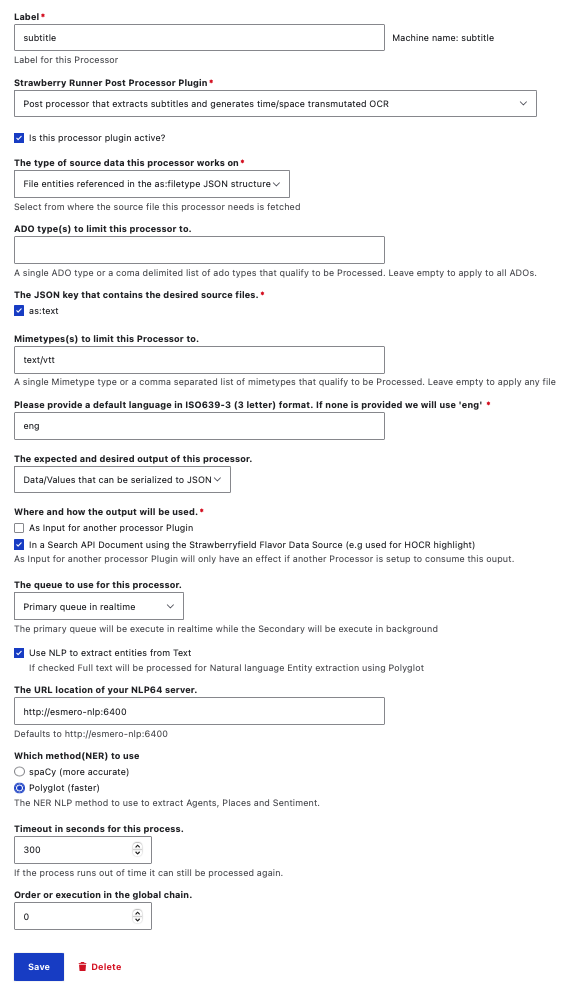 Label*
subtitle
Machine name: subtitle
Label for this Processor
Strawberry Runner Post Processor Plugin*
Post processor that extracts subtitles and generates time/space transmutated OCR
Is this processor plugin active?
The type of source data this processor works on*
File entities referenced in the as:filetype JSON structure
Select from where the source file this processor needs is fetched
ADO type(s) to limit this processor to.
A single ADO type or a coma delimited list of ado types that qualify to be Processed. Leave empty to apply to all ADOs.
The JSON key that contains the desired source files.*
as:text
Mimetypes(s) to limit this Processor to.
text/vtt
A single Mimetype type or a comma separated list of mimetypes that qualify to be Processed. Leave empty to apply any file
Please provide a default language in ISO639-3 (3 letter) format. If none is provided we will use 'eng' *
eng
The expected and desired output of this processor.
Data/Values that can be serialized to JSON
Where and how the output will be used.*
As Input for another processor Plugin
In a Search API Document using the Strawberryfield Flavor Data Source (e.g used for HOCR highlight)
As Input for another processor Plugin will only have an effect if another Processor is setup to consume this ouput.
The queue to use for this processor.
Primary queue in realtime
The primary queue will be execute in realtime while the Secondary will be execute in background
Use NLP to extract entities from Text
If checked Full text will be processed for Natural language Entity extraction using Polyglot
The URL location of your NLP64 server.
http://esmero-nlp:6400
Defaults to http://esmero-nlp:6400
Which method(NER) to use
spaCy (more accurate)
Polyglot (faster)
The NER NLP method to use to extract Agents, Places and Sentiment.
Timeout in seconds for this process.
300
If the process runs out of time it can still be processed again.
Order or execution in the global chain.
0
Save
Delete